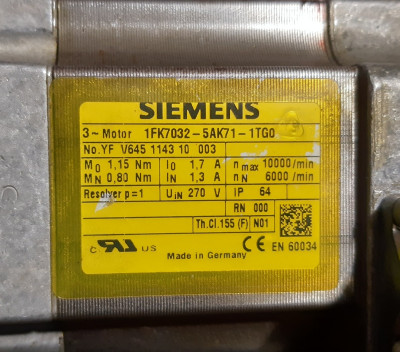 SIEMENS
3~ Motor 1FK7032-5AK71-1TG0
No.YF V645 1143 10 003
M0 1,15 Nm I0 1,7 A n max 10000/min
MN 0,80 Nm IN 1,3 A nN 6000/min
Resolver p=1 UIN 270 V IP 64
RN 000
Th.Cl.155 (F) N01
c RU US CE EN 60034
Made in Germany